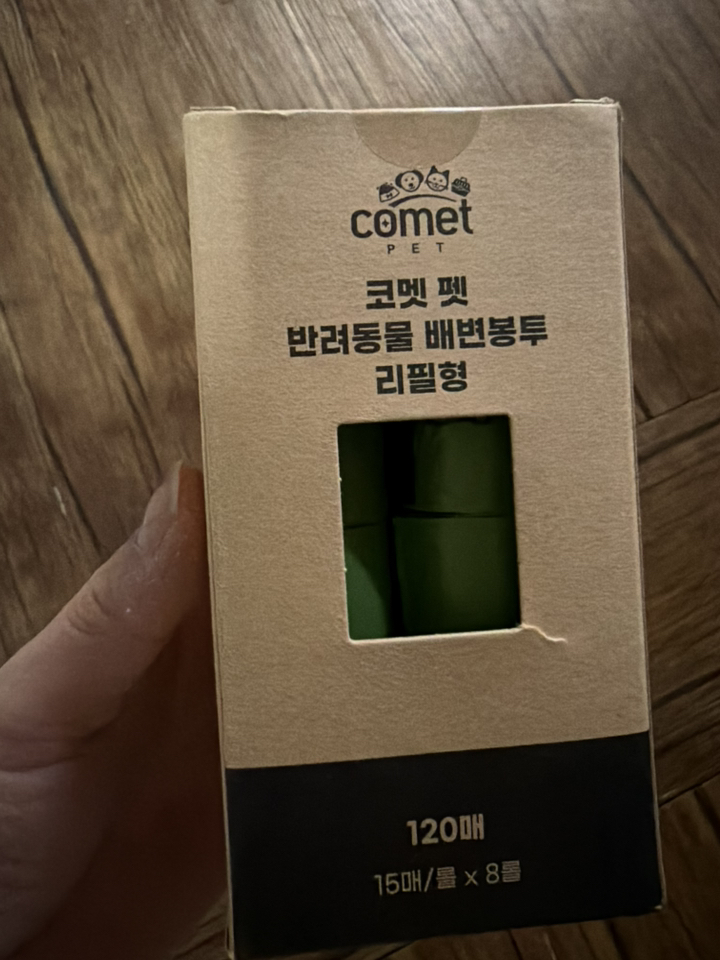 comet
PET
코멧 펫
반려동물 배변봉투
리필형
120매
15매/롤 x 8롤